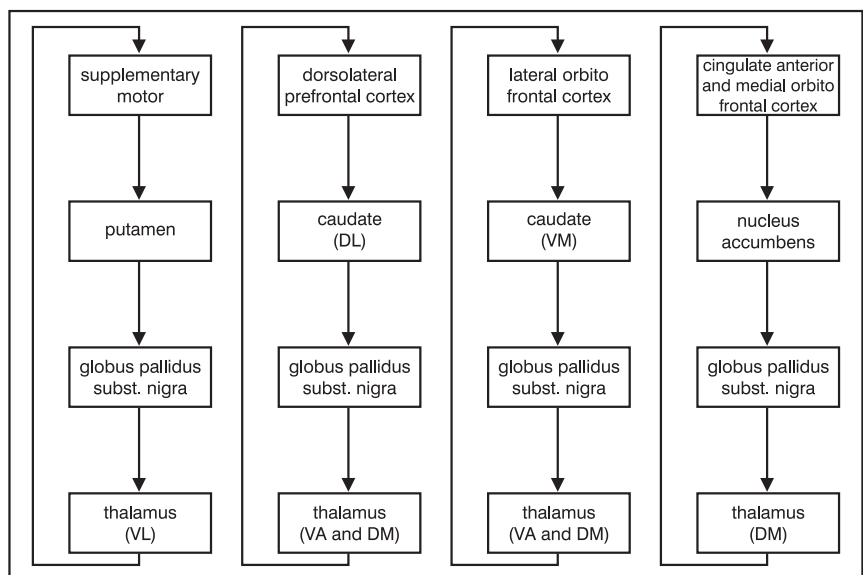 supplementary
motor
putamen
globus pallidus
subst. nigra
thalamus
(VL)
dorsolateral
prefrontal cortex
caudate
(DL)
globus pallidus
subst. nigra
thalamus
(VA and DM)
lateral orbito
frontal cortex
caudate
(VM)
globus pallidus
subst. nigra
thalamus
(VA and DM)
cingulate anterior
and medial orbito
frontal cortex
nucleus
accumbens
globus pallidus
subst. nigra
thalamus
(DM)